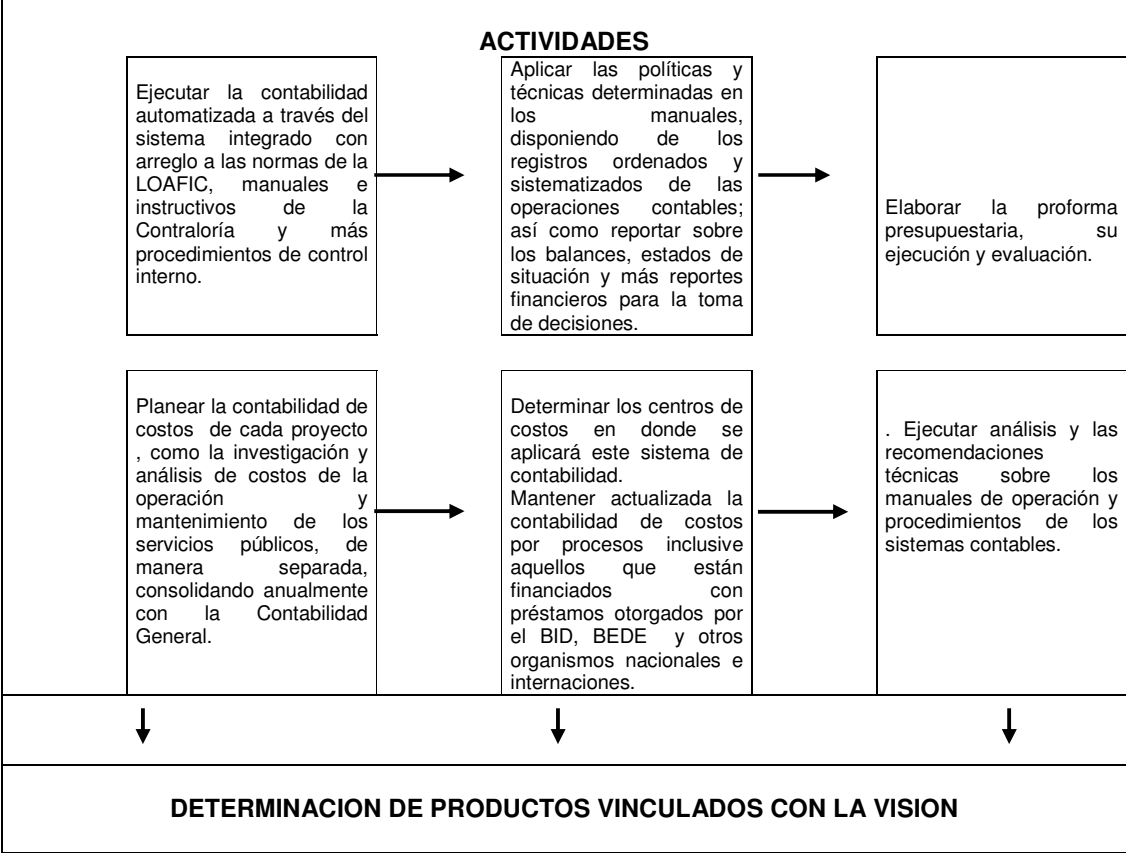 ACTIVIDADES
Ejecutar la contabilidad
automatizada a través del
sistema integrado con
arreglo a las normas de la
LOAFIC, manuales e
instructivos de la
Contraloría y más
procedimientos de control
interno.
Aplicar las políticas y
técnicas determinadas en
los manuales,
disponiendo de los
registros ordenados y
sistematizados de las
operaciones contables;
así como reportar sobre
los balances, estados de
situación y más reportes
financieros para la toma
de decisiones.
Elaborar la proforma
presupuestaria, su
ejecución y evaluación.
Planear la contabilidad de
costos de cada proyecto
, como la investigación y
análisis de costos de la
operación y
mantenimiento de los
servicios públicos, de
manera separada,
consolidando anualmente
con la Contabilidad
General.
Determinar los centros de
costos en donde se
aplicará este sistema de
contabilidad.
Mantener actualizada la
contabilidad de costos
por procesos inclusive
aquellos que están
financiados con
préstamos otorgados por
el BID, BEDE y otros
organismos nacionales e
internaciones.
. Ejecutar análisis y las
recomendaciones
técnicas sobre los
manuales de operación y
procedimientos de los
sistemas contables.
DETERMINACION DE PRODUCTOS VINCULADOS CON LA VISION